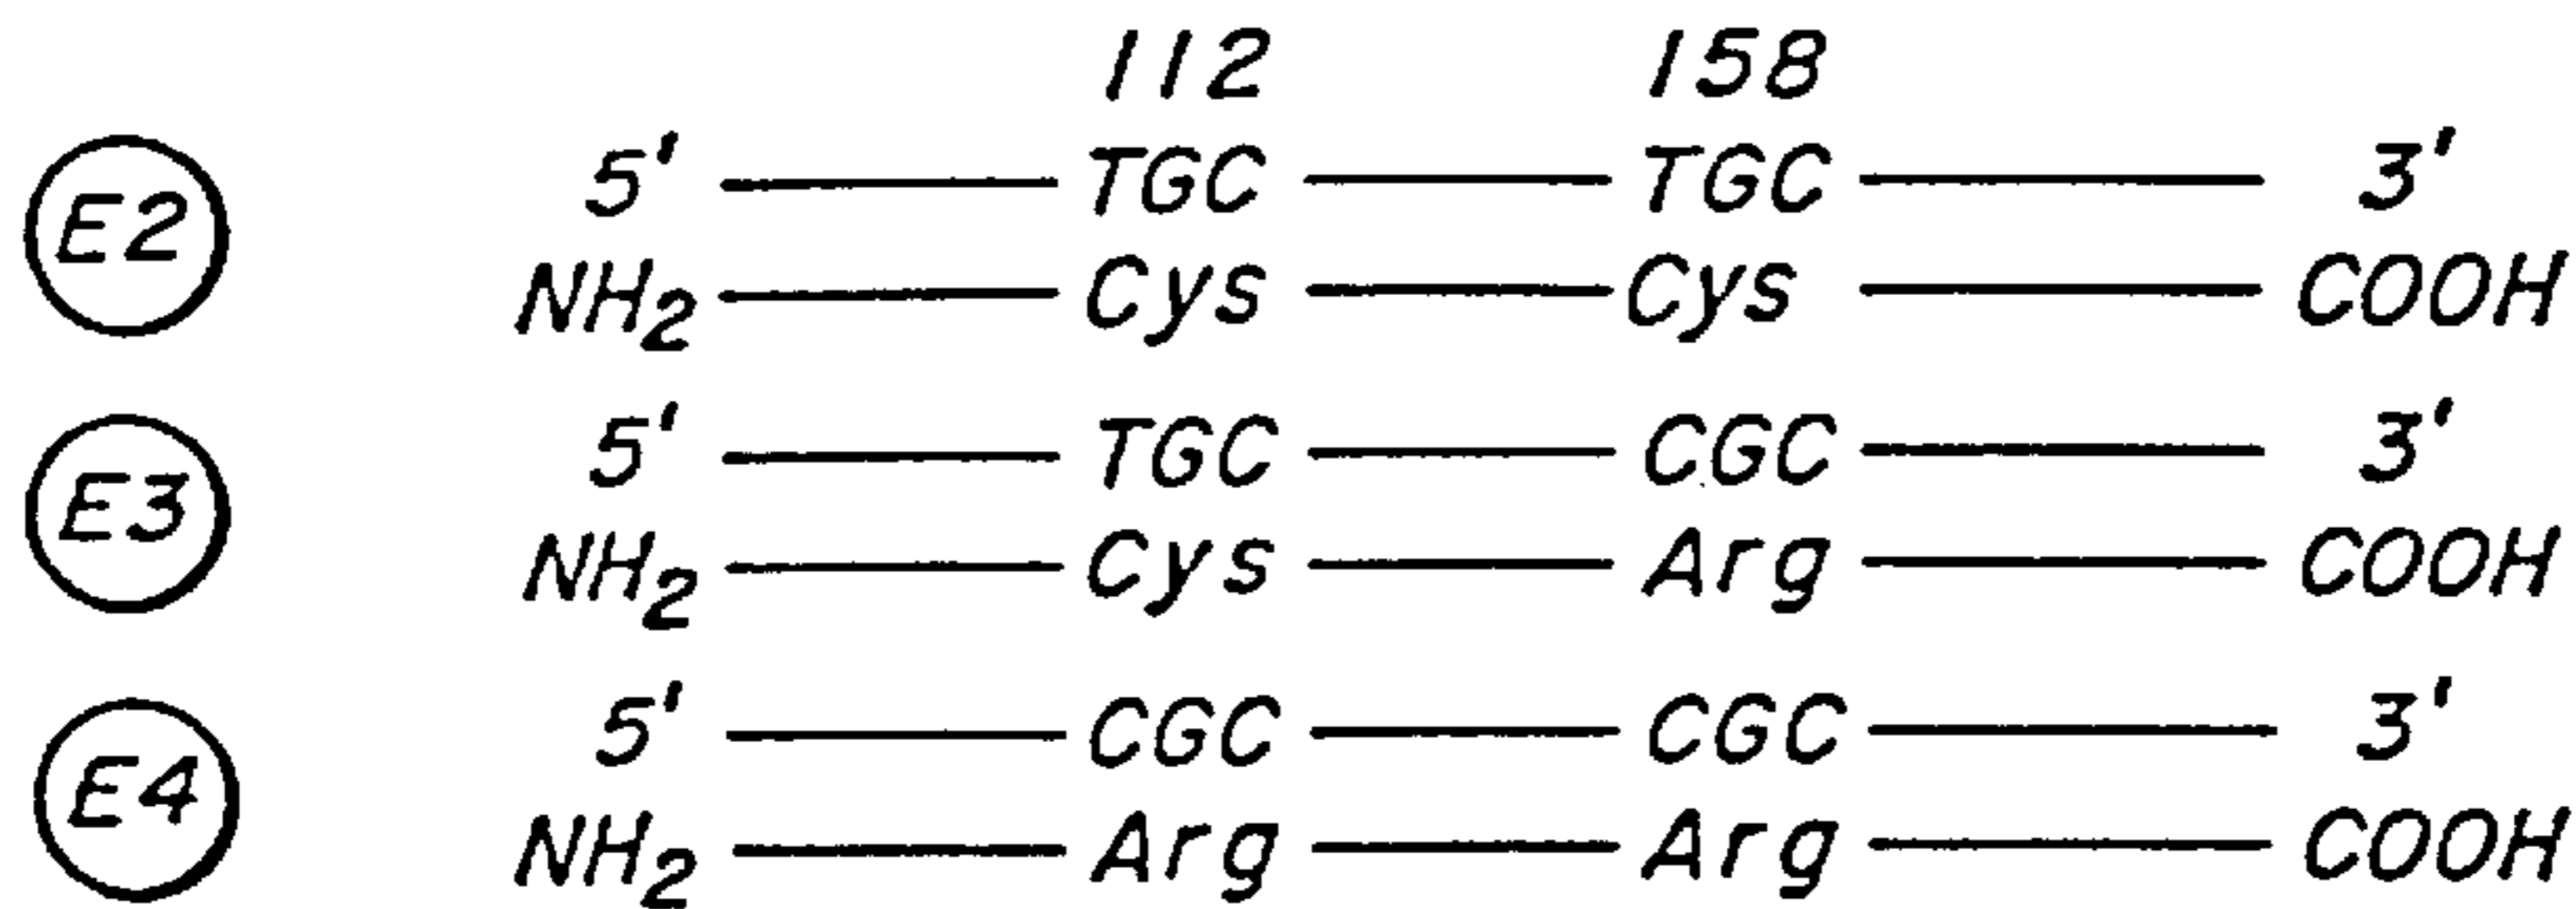 112 158
5' TGC TGC 3'
E2
NH2 Cys Cys COOH
5' TGC CGC 3'
E3
NH2 Cys Arg COOH
5' CGC CGC 3'
E4
NH2 Arg Arg COOH